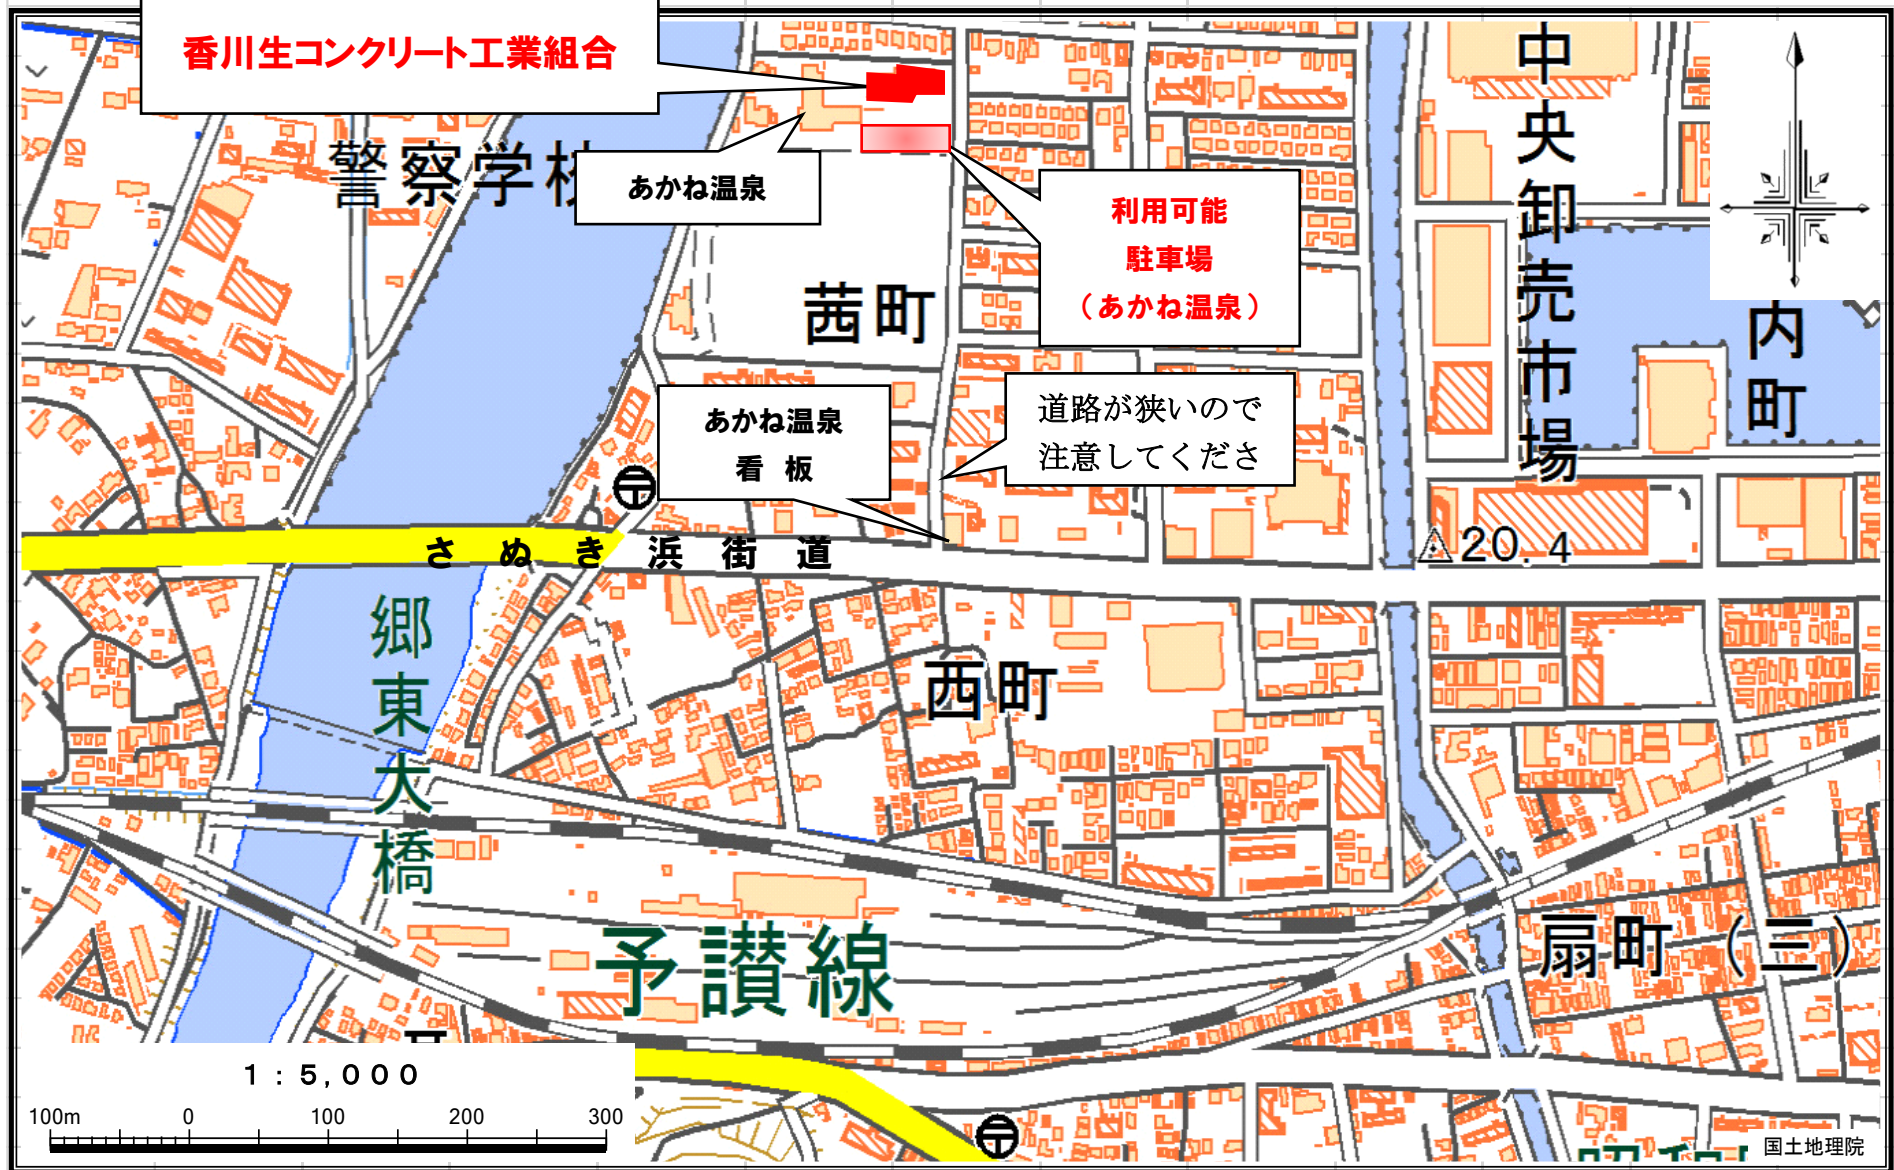 香川生コンクリート工業組合
警察学校
あかね温泉
利用可能
駐車場
（あかね温泉）
中央卸売市場
内町
茜町
あかね温泉
看 板
道路が狭いので
注意してくださ
さ ぬ き 浜 街 道
20.4
郷東大橋
西町
予讃線
扇町（三）
1：5,000
100m 0 100 200 300
国土地理院